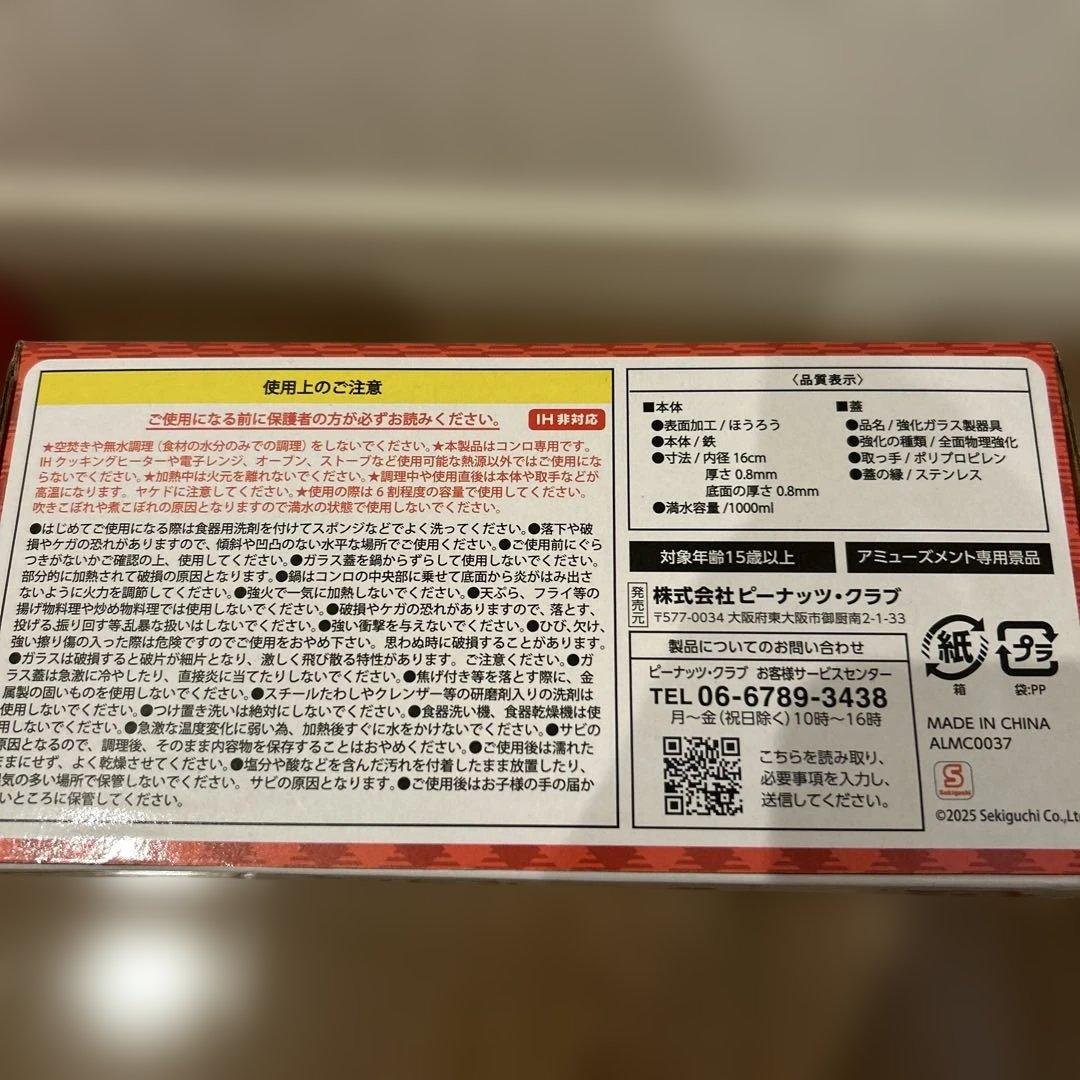 使用上のご注意
ご使用になる前に保護者の方が必ずお読みください。 IH 非対応
★空焚きや無水調理(食材の水分のみでの調理)をしないでください。★本製品はコンロ専用です。
IHクッキングヒーターや電子レンジ、オーブン、ストーブなど使用可能な熱源以外ではご使用にな
らないでください。★加熱中は火元を離れないでください。★調理中や使用直後は本体や取手などが
高温になります。ヤケドに注意してください。★使用の際は6割程度の容量で使用してください。
吹きこぼれや煮こぼれの原因となりますので満水の状態で使用しないでください。
●はじめてご使用になる際は食器用洗剤を付けてスポンジなどでよく洗ってください。●落下や破
損やケガの恐れがありますので、傾斜や凹凸のない水平な場所でご使用ください。●ご使用前にぐら
つきがないかご確認の上、使用してください。●ガラス蓋を鍋からずらして使用しないでください。
部分的に加熱されて破損の原因となります。●鍋はコンロの中央部に乗せて底面から炎がはみ出さ
ないように火力を調節してください。●強火で一気に加熱しないでください。●天ぷら、フライ等の
揚げ物料理や炒め物料理では使用しないでください。●破損やケガの恐れがありますので、落とす、
投げる、振り回す等、乱暴な扱いはしないでください。●強い衝撃を与えないでください。●ひび、欠け、
強い擦り傷の入った際は危険ですのでご使用をおやめ下さい。思わぬ時に破損することがあります。
●ガラスは破損すると破片が細片となり、激しく飛び散る特性があります。ご注意ください。●ガ
ラス蓋は急激に冷やしたり、直接炎に当てたりしないでください。●焦げ付き等を落とす際に、金
属製の固いものを使用しないでください。●スチールたわしやクレンザー等の研磨剤入りの洗剤は
使用しないでください。●つけ置き洗いは絶対にしないでください。●食器洗い機、食器乾燥機は使
用しないでください。●急激な温度変化に弱い為、加熱後すぐに水をかけないでください。●サビの
原因となるので、調理後、そのまま内容物を保存することはおやめください。●ご使用後は濡れた
ままにせず、よく乾燥させてください。●塩分や酸などを含んだ汚れを付着したまま放置したり、
気の多い場所で保管しないでください。サビの原因となります。●ご使用後はお子様の手の届か
いところに保管してください。
〈品質表示〉
■本体
●表面加工/ほうろう
●本体/鉄
●寸法/内径16cm
厚さ0.8mm
底面の厚さ0.8mm
●満水容量/1000ml
■蓋
●品名/強化ガラス製器具
●強化の種類/全面物理強化
●取っ手/ポリプロピレン
●蓋の縁/ステンレス
対象年齢15歳以上 アミューズメント専用景品
発売元 株式会社ピーナッツ・クラブ
〒577-0034 大阪府東大阪市御厨南2-1-33
製品についてのお問い合わせ
ピーナッツ・クラブ お客様サービスセンター
TEL 06-6789-3438
月〜金(祝日除く)10時〜16時
こちらを読み取り、
必要事項を入力し、
送信してください。
紙 プラ
箱 袋:PP
MADE IN CHINA
ALMC0037
S
Sekiguchi
©2025 Sekiguchi Co.,Lt